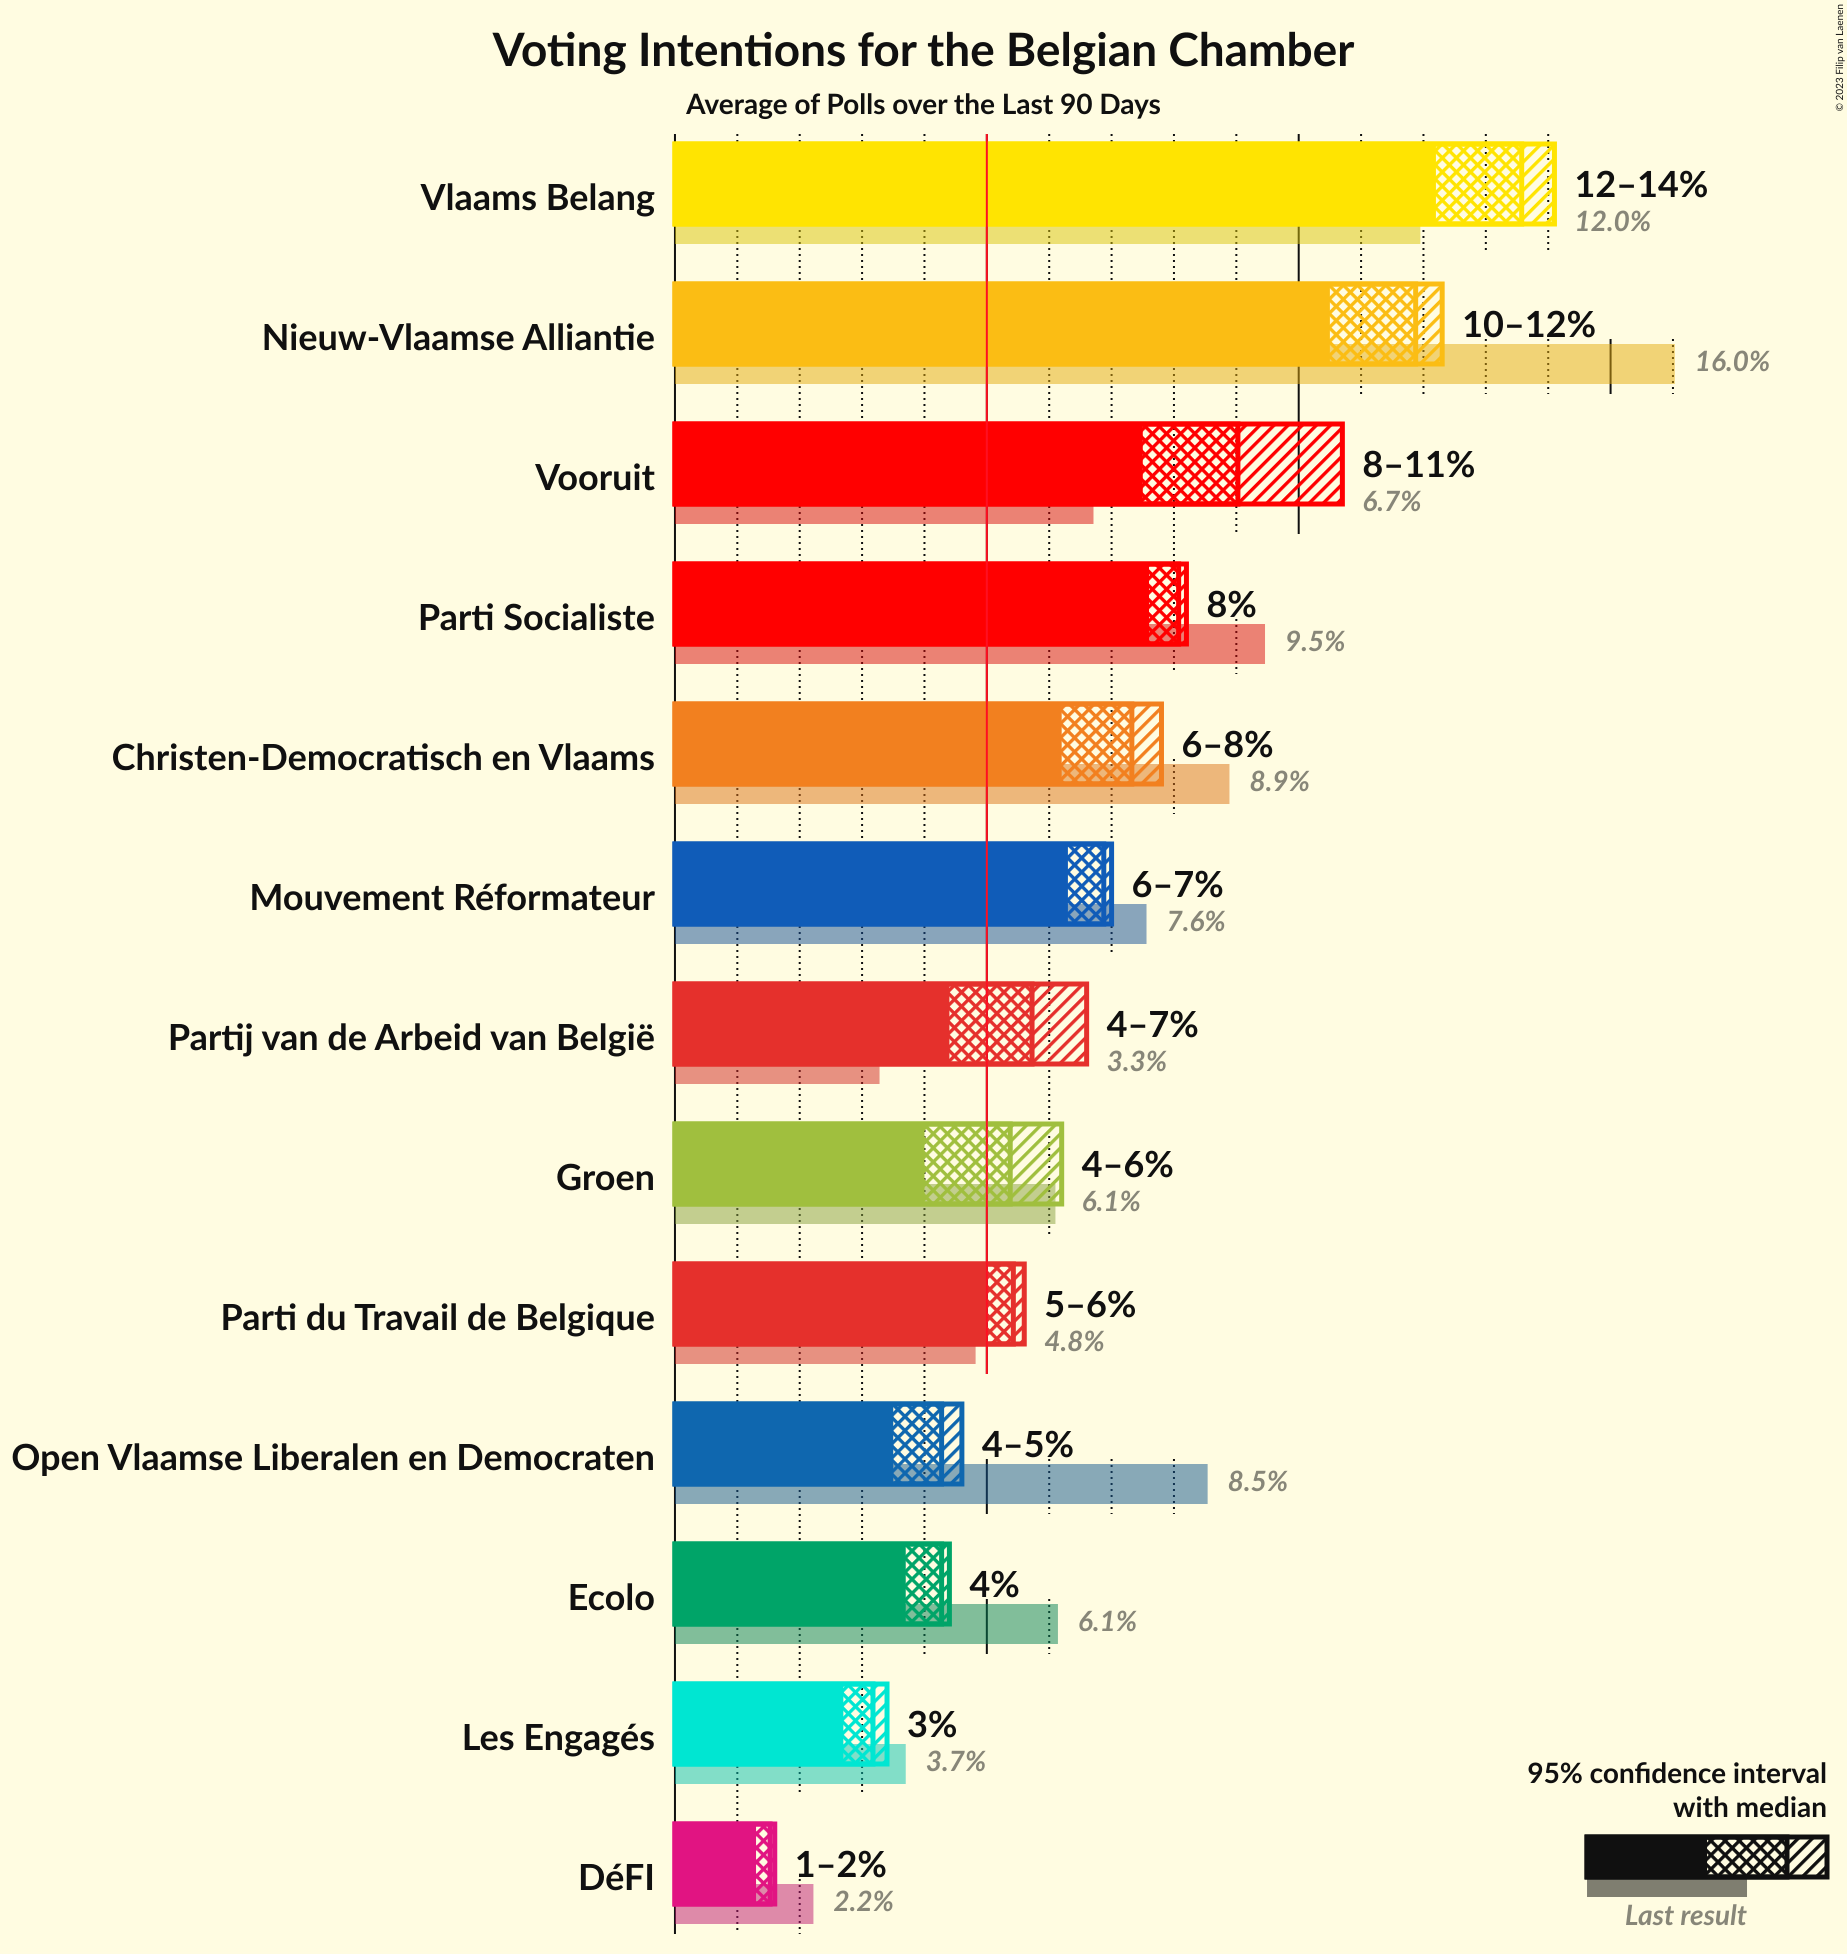 © 2023 Filip van Laenen
Voting Intentions for the Belgian Chamber
Average of Polls over the Last 90 Days
Vlaams Belang
12–14%
12.0%
Nieuw-Vlaamse Alliantie
10–12%
16.0%
Vooruit
8–11%
6.7%
Parti Socialiste
8%
9.5%
Christen-Democratisch en Vlaams
6–8%
8.9%
Mouvement Réformateur
6–7%
7.6%
Partij van de Arbeid van België
4–7%
3.3%
Groen
4–6%
6.1%
Parti du Travail de Belgique
5–6%
4.8%
Open Vlaamse Liberalen en Democraten
4–5%
8.5%
Ecolo
4%
6.1%
Les Engagés
3%
3.7%
DéFI
1–2%
2.2%
95% confidence interval
with median
Last result